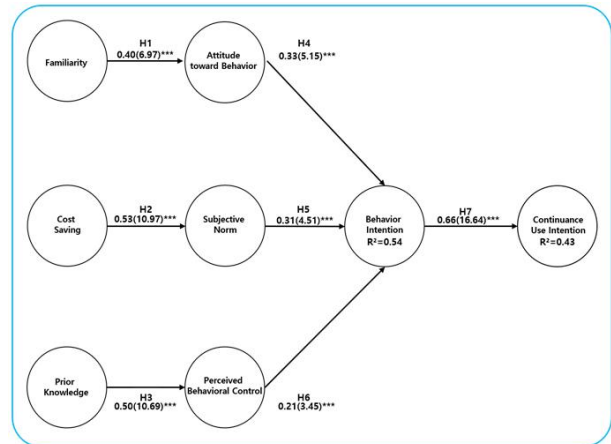 H1
0.40(6.97)***
H4
0.33(5.15)***
Familiarity
Attitude
toward Behavior
H2
0.53(10.97)***
H5
0.31(4.51)***
H7
0.66(16.64)***
Cost
Saving
Subjective
Norm
Behavior
Intention
R²=0.54
Continuance
Use Intention
R²=0.43
Prior
Knowledge
Perceived
Behavioral Control
H3
0.50(10.69)***
H6
0.21(3.45)***